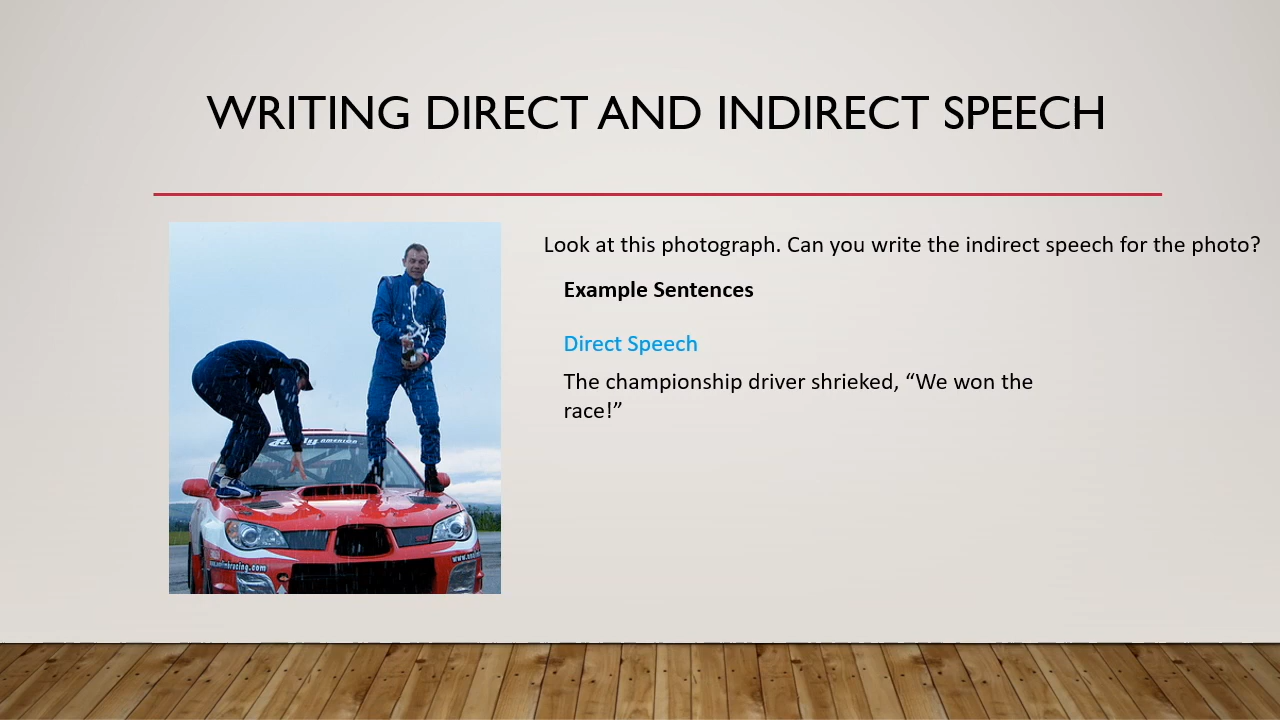 WRITING DIRECT AND INDIRECT SPEECH
Look at this photograph. Can you write the indirect speech for the photo?
Example Sentences
Direct Speech
The championship driver shrieked, “We won the
race!”
AMERICA